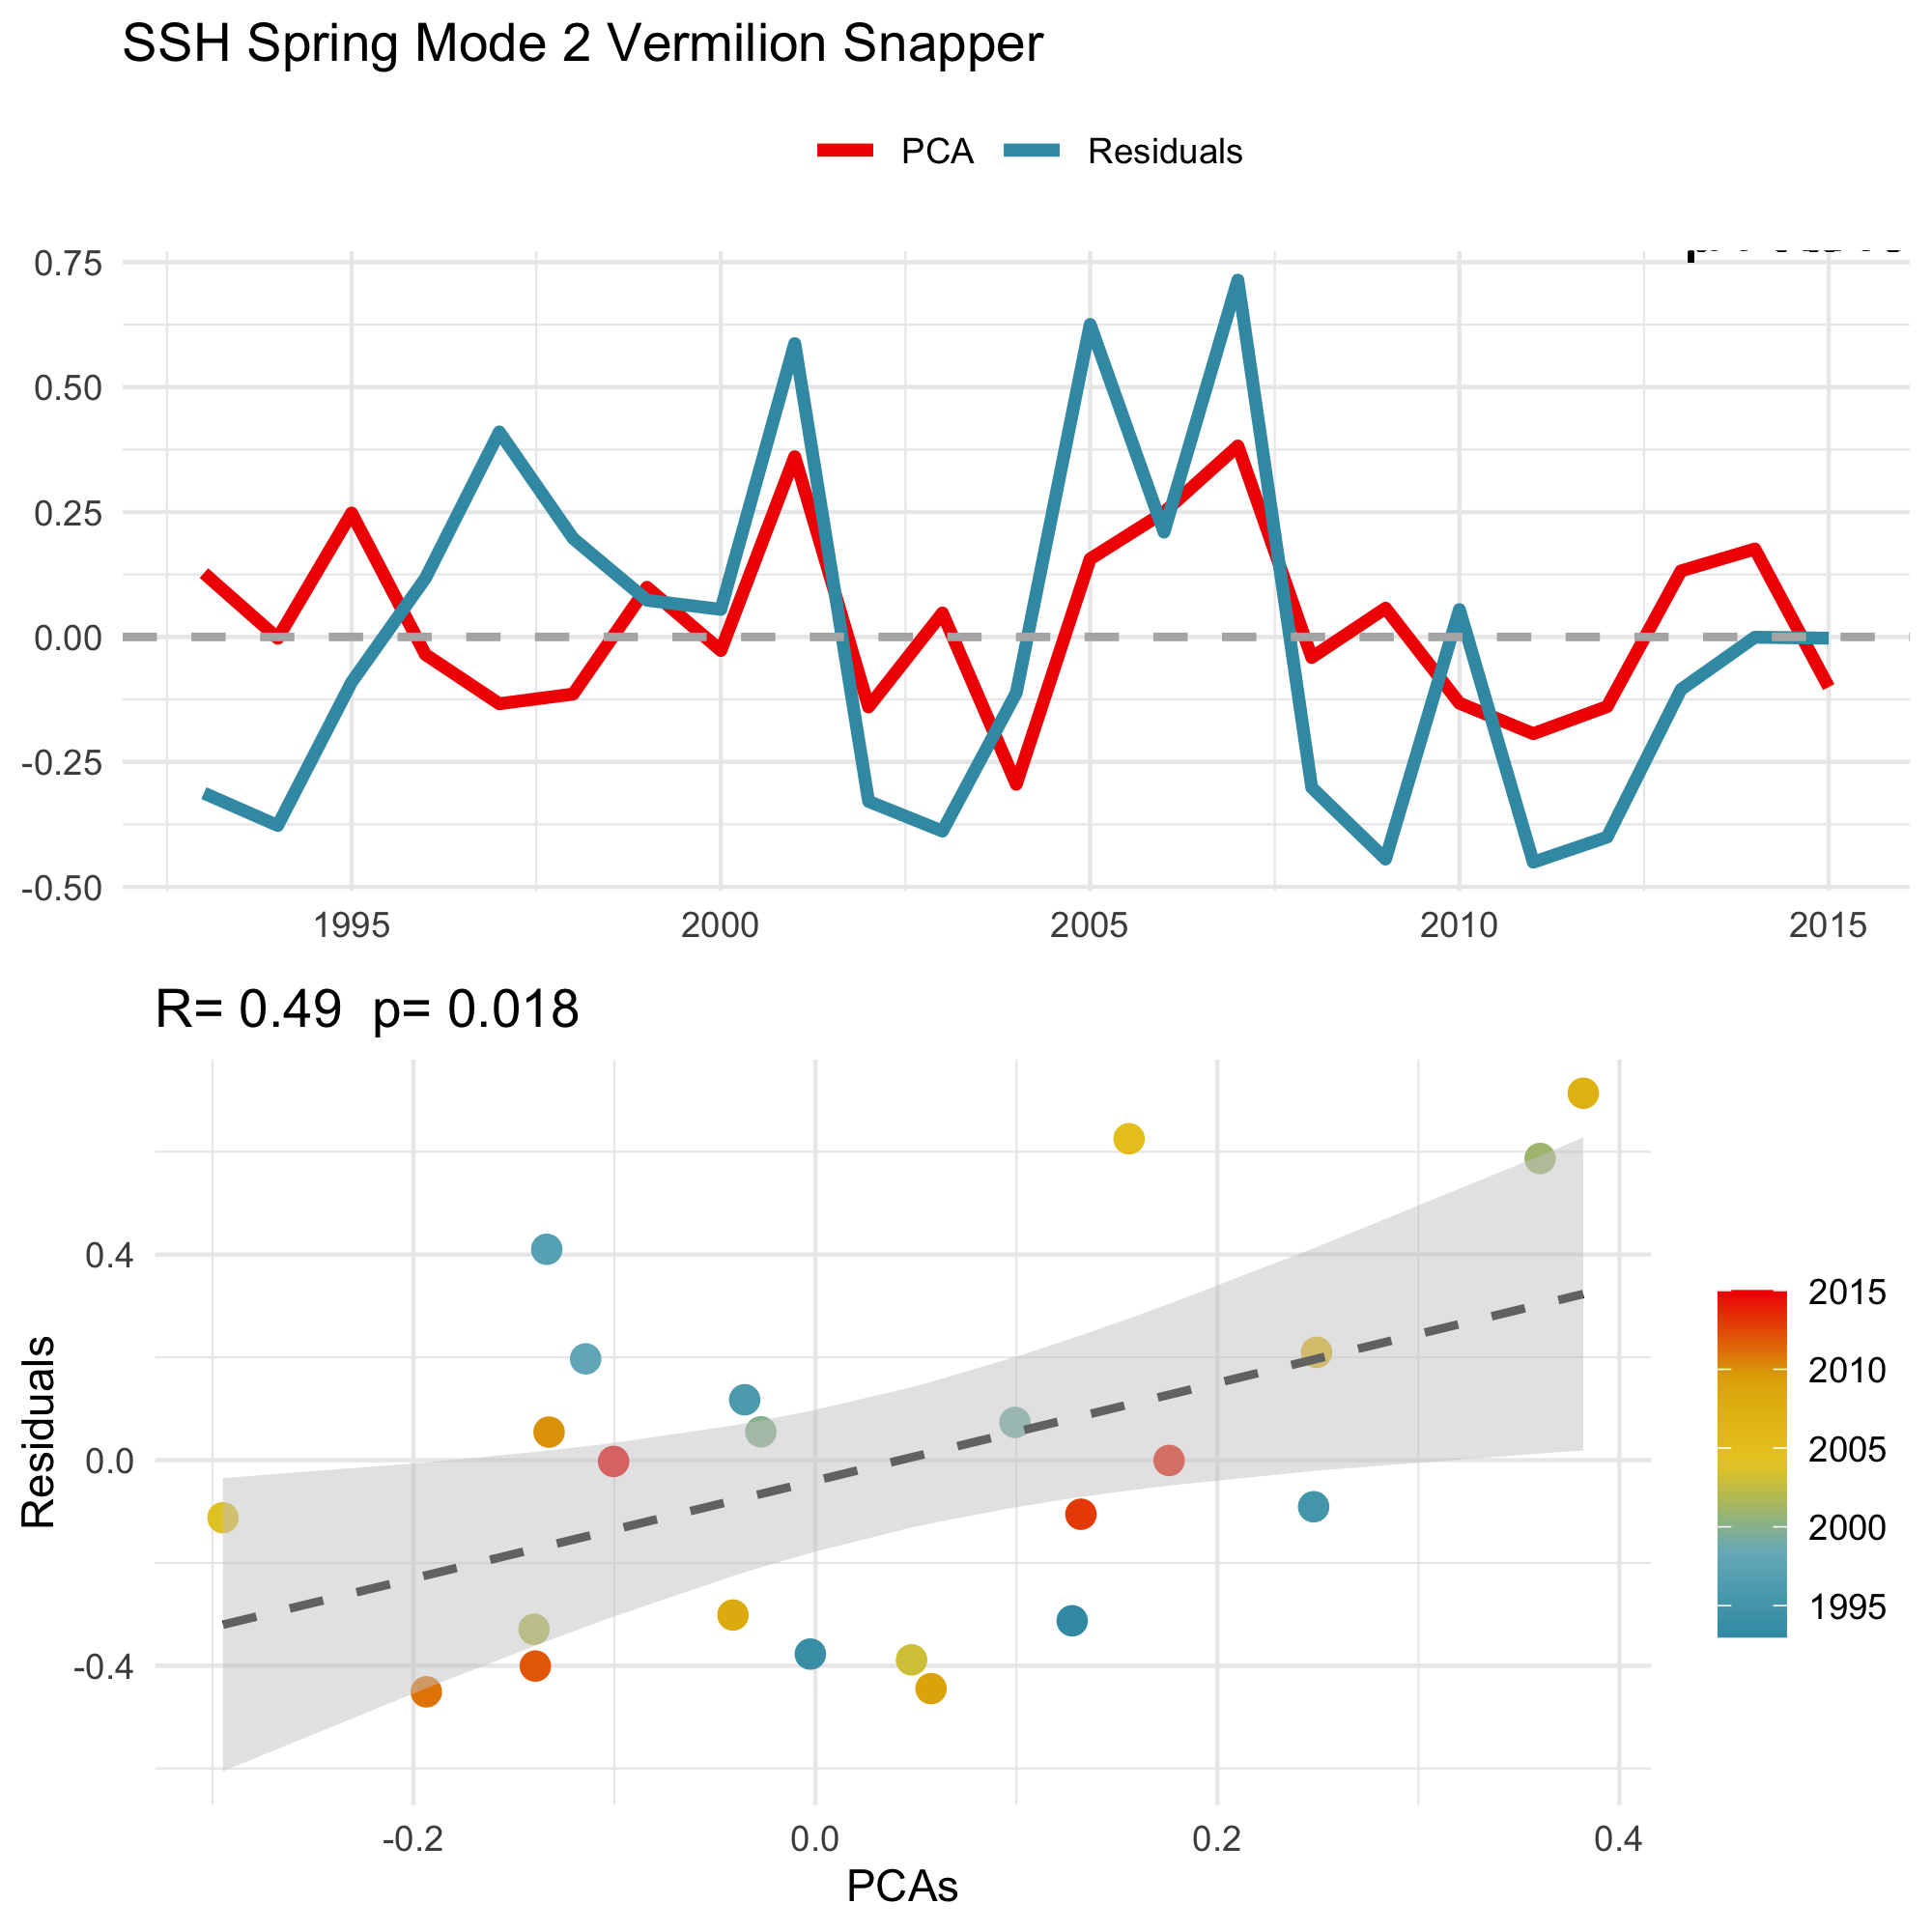 SSH Spring Mode 2 Vermilion Snapper
PCA Residuals
0.75
0.50
0.25
0.00
-0.25
-0.50
1995 2000 2005 2010 2015
R= 0.49 p= 0.018
Residuals
0.4
0.0
-0.4
-0.2 0.0 0.2 0.4
PCAs
2015
2010
2005
2000
1995